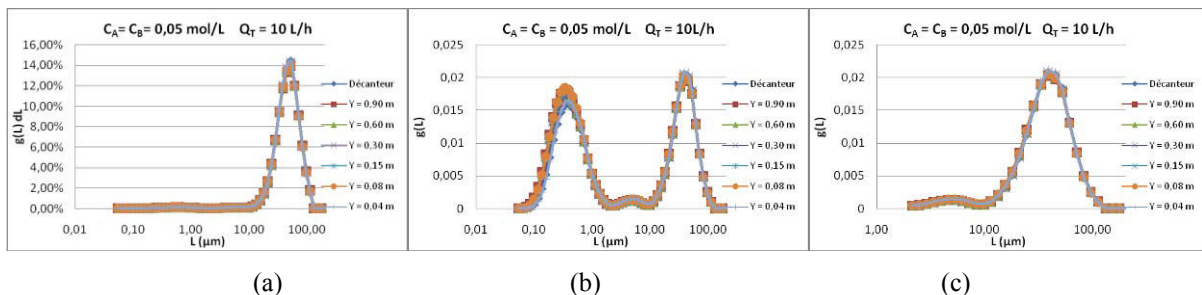 C_A = C_B = 0,05 mol/L Q_T = 10 L/h
16,00%
14,00%
12,00%
10,00%
8,00%
6,00%
4,00%
2,00%
0,00%
g(L) dL
0,01 0,10 1,00 10,00 100,00
L (µm)
Décanteur
Y = 0.90 m
Y = 0.60 m
Y = 0.30 m
Y = 0.15 m
Y = 0,08 m
Y = 0,04 m
C_A = C_B = 0,05 mol/L Q_T = 10L/h
0,025
0,02
0,015
0,01
0,005
0
g(L)
0,01 0,10 1,00 10,00 100,00
L (µm)
Décanteur
Y = 0.90 m
Y = 0.60 m
Y = 0.30 m
Y = 0.15 m
Y = 0,08 m
Y = 0,04 m
C_A = C_B = 0,05 mol/L Q_T = 10 L/h
0,025
0,02
0,015
0,01
0,005
0
g(L)
1,00 10,00 100,00
L (µm)
Décanteur
Y = 0.90 m
Y = 0.60 m
Y = 0.30 m
Y = 0.15 m
Y = 0,08 m
Y = 0,04 m
(a) (b) (c)